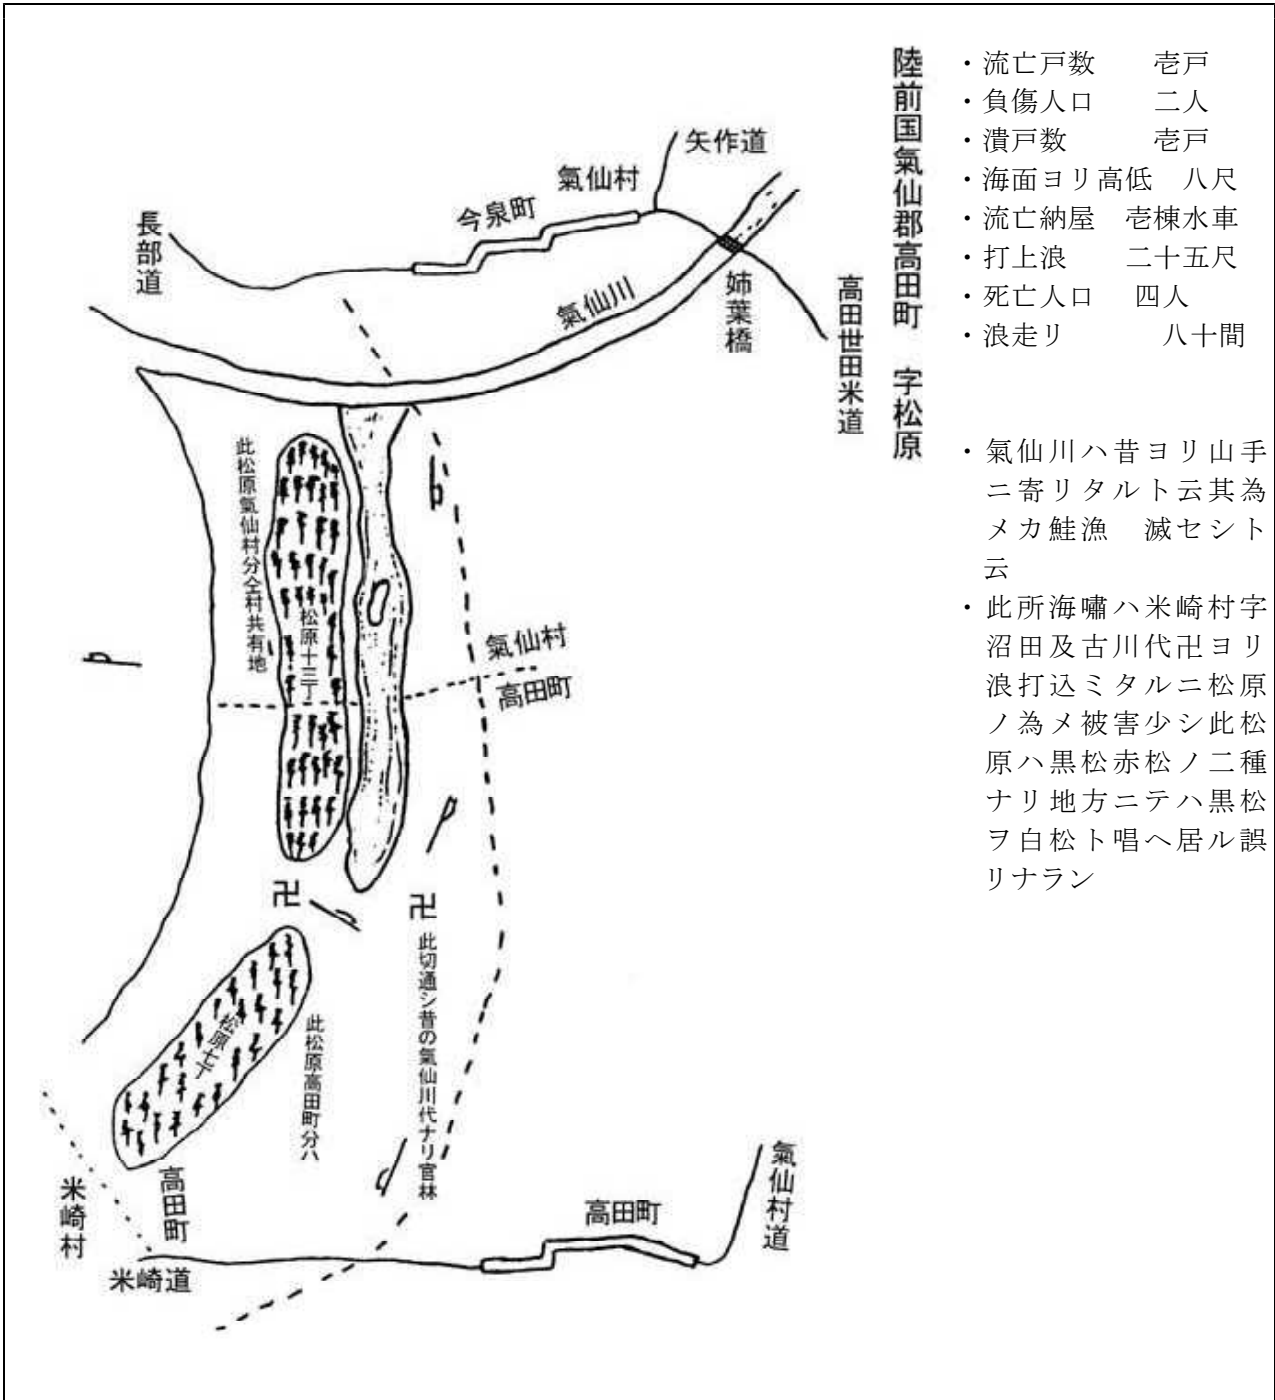 陸前国氣仙郡高田町　字松原
・流亡戸数　　壱戸
・負傷人口　　二人
・潰戸数　　　壱戸
・海面ヨリ高低　八尺
・流亡納屋　壱棟水車
・打上浪　　二十五尺
・死亡人口　四人
・浪走リ　　　八十間
・氣仙川ハ昔ヨリ山手
ニ寄リタルト云其為
メカ鮭漁　滅セシト
云
・此所海嘯ハ米崎村字
沼田及古川代卍ヨリ
浪打込ミタルニ松原
ノ為メ被害少シ此松
原ハ黒松赤松ノ二種
ナリ地方ニテハ黒松
ヲ白松ト唱ヘ居ル誤
リナラン
矢作道
氣仙村
今泉町
長部道
氣仙川
姉葉橋
高田世田米道
此松原氣仙村分仝村共有地
松原十三丁
氣仙村
高田町
卍
卍
此切通シ昔の氣仙川代ナリ官林
此松原高田町分ハ
松原七丁
高田町
米崎村
米崎道
高田町
氣仙村道